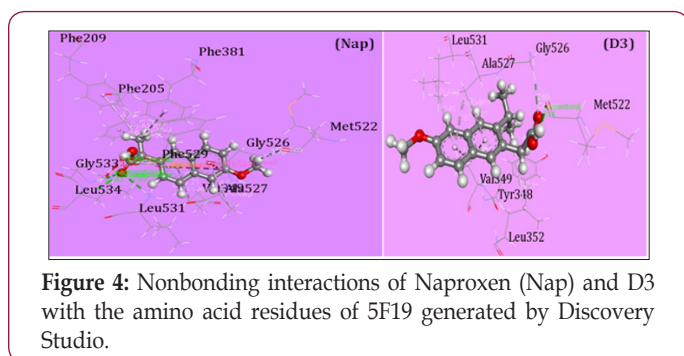 Phe209
Phe381
(Nap)
Phe205
Gly526
Met522
Gly533
Phe529
Leu534
Ala527
Leu531
Leu531
Gly526
(D3)
Ala527
Met522
Val349
Tyr348
Leu352
Figure 4: Nonbonding interactions of Naproxen (Nap) and D3
with the amino acid residues of 5F19 generated by Discovery
Studio.